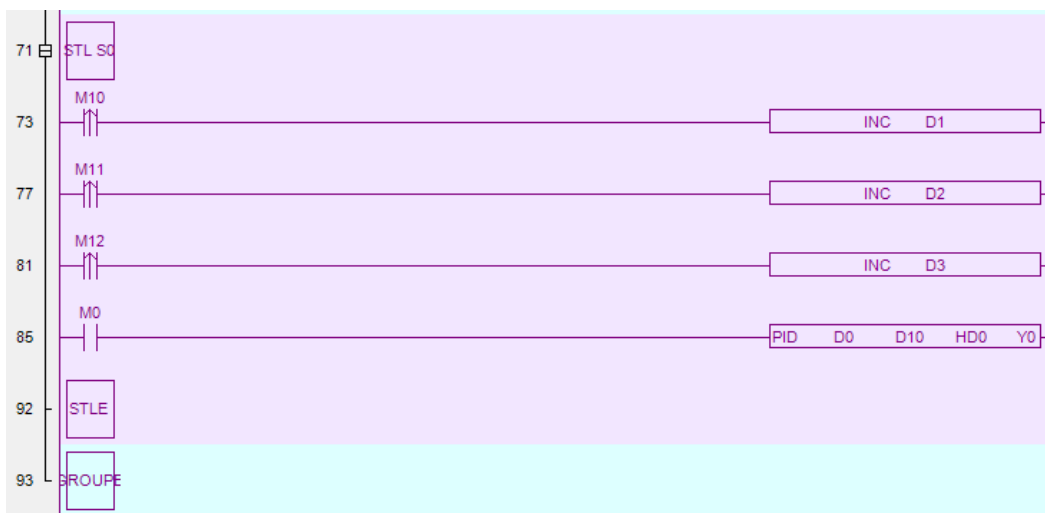 71 STL S0
M10
73 INC D1
M11
77 INC D2
M12
81 INC D3
M0
85 PID D0 D10 HD0 Y0
92 STLE
93 GROUPE